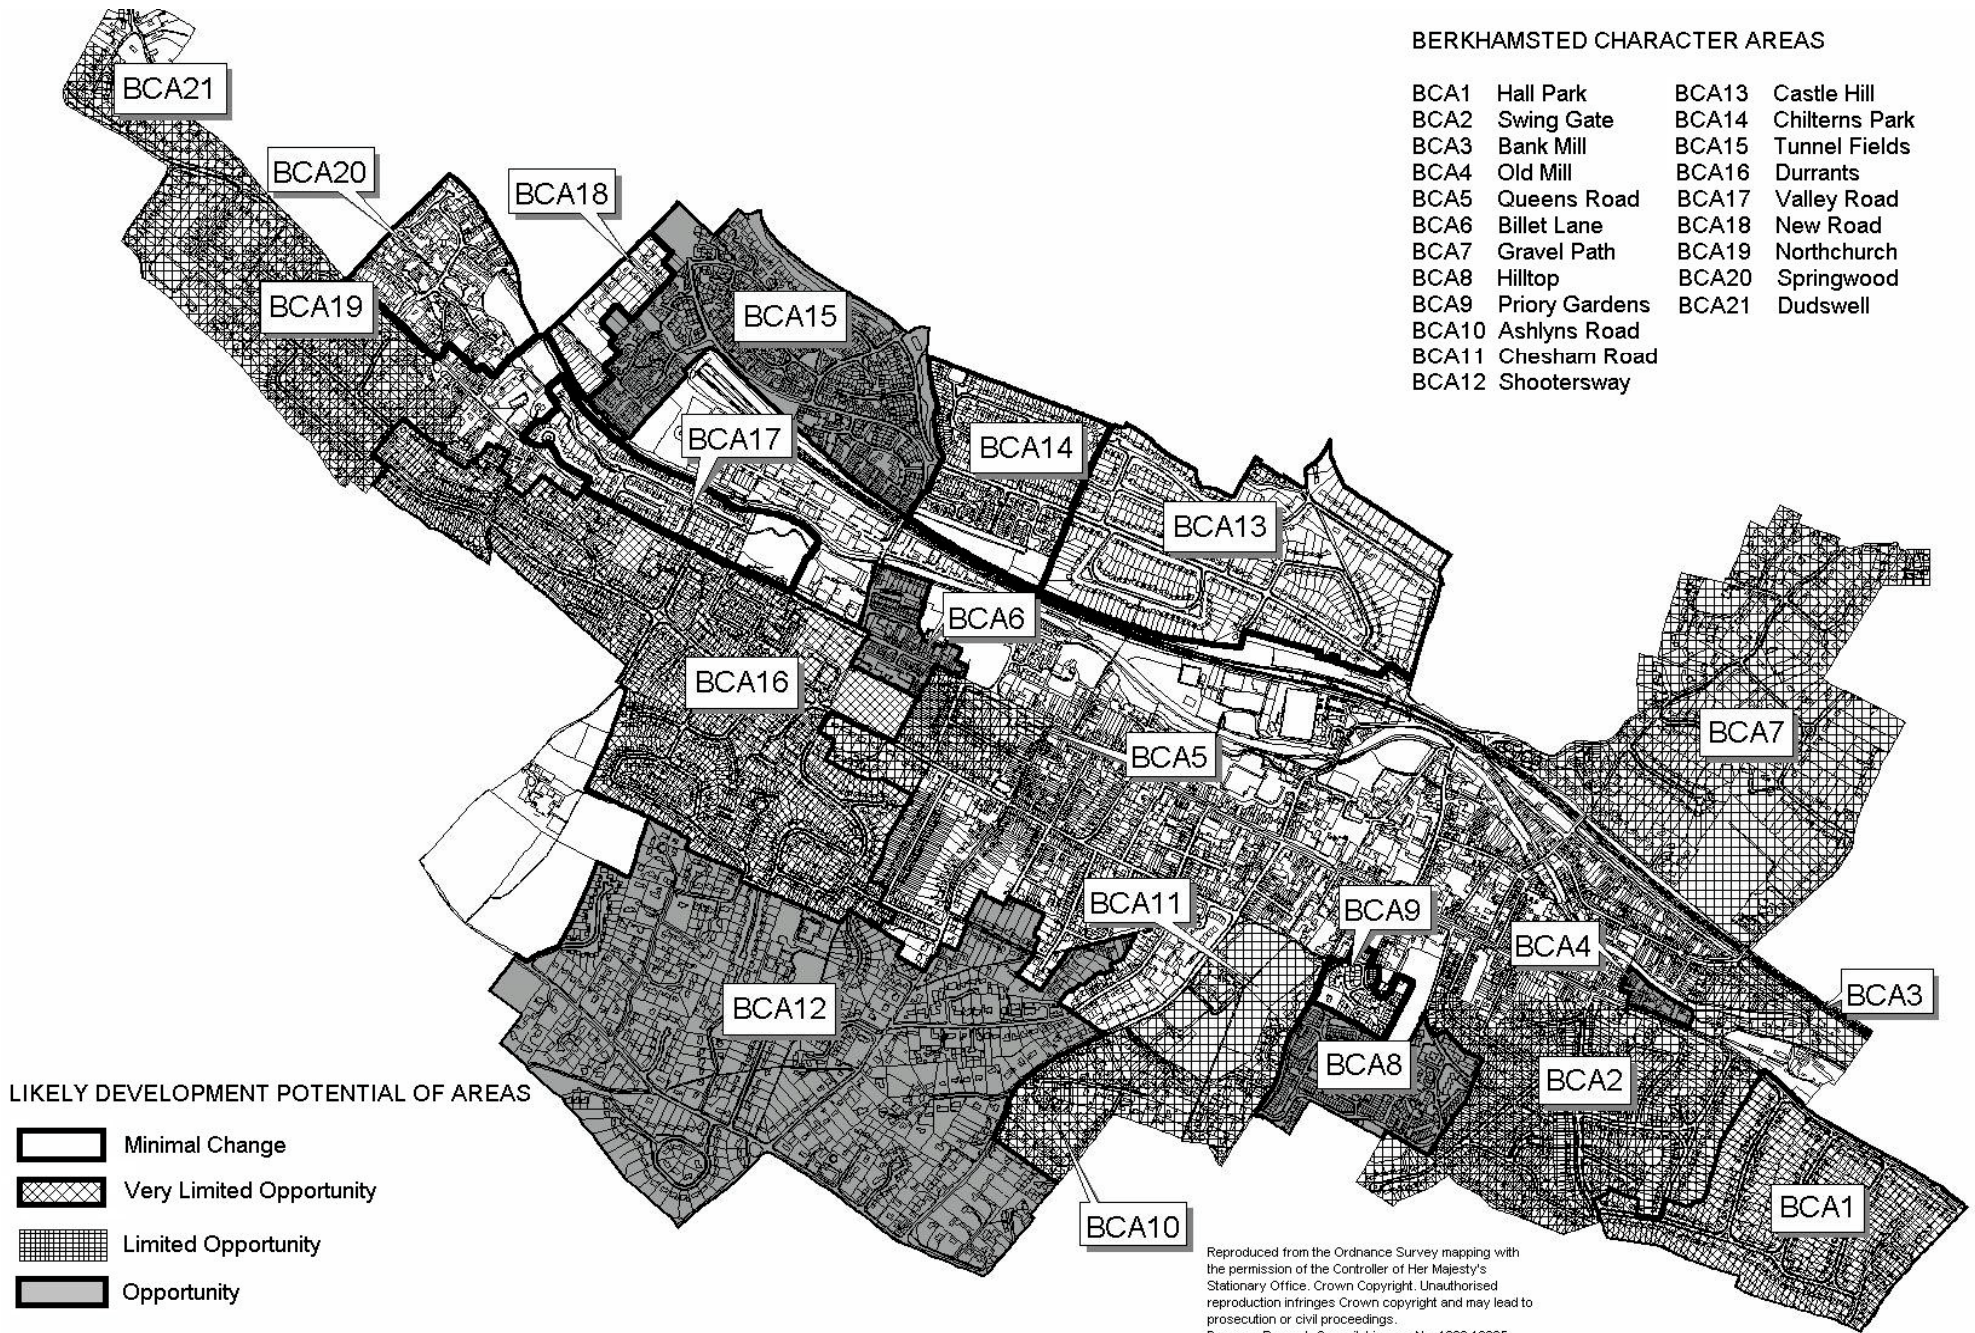 BERKHAMSTED CHARACTER AREAS
BCA1 Hall Park
BCA2 Swing Gate
BCA3 Bank Mill
BCA4 Old Mill
BCA5 Queens Road
BCA6 Billet Lane
BCA7 Gravel Path
BCA8 Hilltop
BCA9 Priory Gardens
BCA10 Ashlyns Road
BCA11 Chesham Road
BCA12 Shootersway
BCA13 Castle Hill
BCA14 Chilterns Park
BCA15 Tunnel Fields
BCA16 Durrants
BCA17 Valley Road
BCA18 New Road
BCA19 Northchurch
BCA20 Springwood
BCA21 Dudswell
BCA21
BCA20
BCA18
BCA19
BCA15
BCA17
BCA14
BCA13
BCA6
BCA16
BCA5
BCA7
BCA11
BCA9
BCA4
BCA3
BCA12
BCA8
BCA2
BCA1
BCA10
LIKELY DEVELOPMENT POTENTIAL OF AREAS
Minimal Change
Very Limited Opportunity
Limited Opportunity
Opportunity
Reproduced from the Ordnance Survey mapping with
the permission of the Controller of Her Majesty's
Stationary Office. Crown Copyright. Unauthorised
reproduction infringes Crown copyright and may lead to
prosecution or civil proceedings.